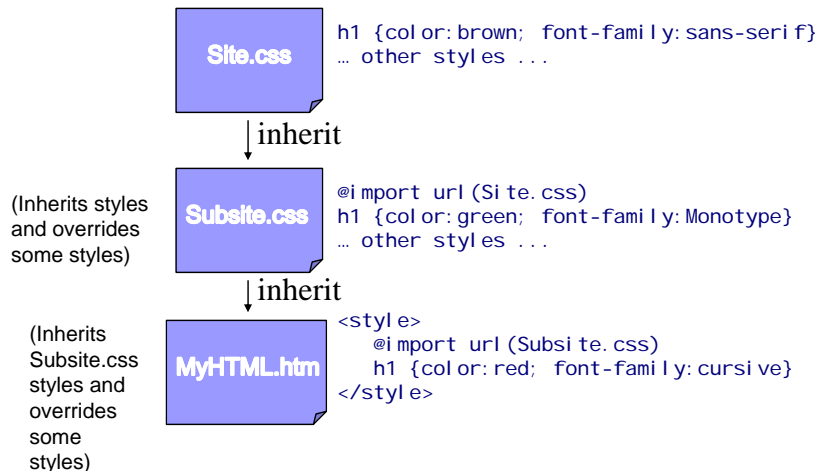 Site.css
h1 {color:brown; font-family:sans-serif}
… other styles ...
inherit
(Inherits styles
and overrides
some styles)
Subsite.css
@import url(Site.css)
h1 {color:green; font-family:Monotype}
… other styles ...
inherit
(Inherits
Subsite.css
styles and
overrides
some
styles)
MyHTML.htm
<style>
@import url(Subsite.css)
h1 {color:red; font-family:cursive}
</style>